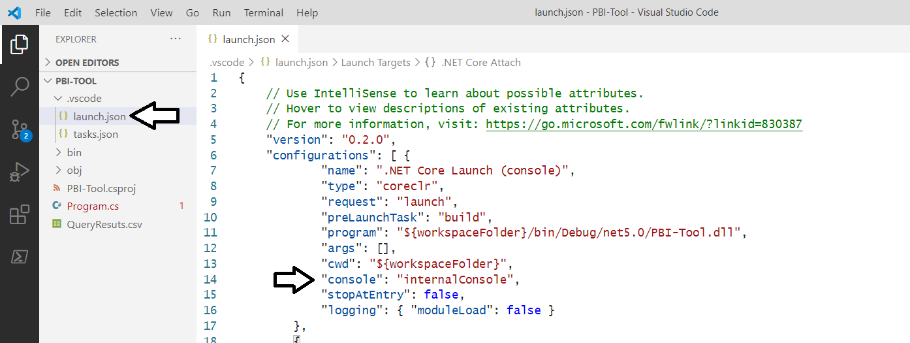 File Edit Selection View Go Run Terminal Help launch.json - PBI-Tool - Visual Studio Code
EXPLORER ···
OPEN EDITORS
PBI-TOOL
.vscode
{} launch.json
{} tasks.json
bin
obj
PBI-Tool.csproj
C# Program.cs 1
QueryResuts.csv
2
{} launch.json ×
.vscode > {} launch.json > Launch Targets > {} .NET Core Attach
1 {
2 // Use IntelliSense to learn about possible attributes.
3 // Hover to view descriptions of existing attributes.
4 // For more information, visit: https://go.microsoft.com/fwlink/?linkid=830387
5 "version": "0.2.0",
6 "configurations": [ {
7 "name": ".NET Core Launch (console)",
8 "type": "coreclr",
9 "request": "launch",
10 "preLaunchTask": "build",
11 "program": "${workspaceFolder}/bin/Debug/net5.0/PBI-Tool.dll",
12 "args": [],
13 "cwd": "${workspaceFolder}",
14 "console": "internalConsole",
15 "stopAtEntry": false,
16 "logging": { "moduleLoad": false }
17 },
18 {